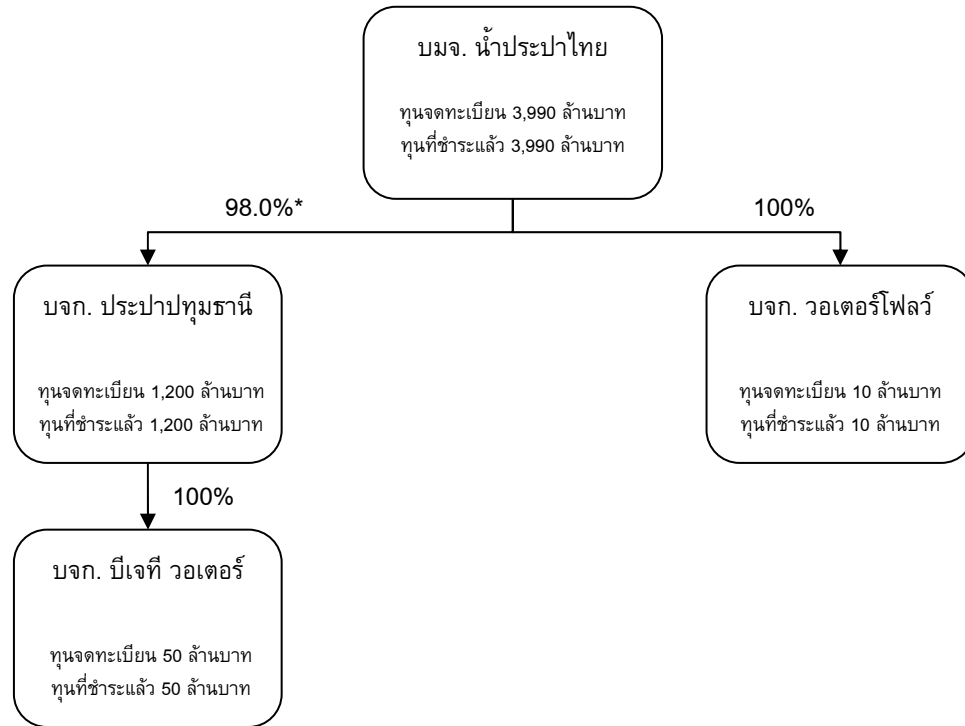 บมจ. น้ำประปาไทย
ทุนจดทะเบียน 3,990 ล้านบาท
ทุนที่ชำระแล้ว 3,990 ล้านบาท
98.0%*
100%
บจก. ประปาปทุมธานี
ทุนจดทะเบียน 1,200 ล้านบาท
ทุนที่ชำระแล้ว 1,200 ล้านบาท
บจก. วอเตอร์โฟลว์
ทุนจดทะเบียน 10 ล้านบาท
ทุนที่ชำระแล้ว 10 ล้านบาท
100%
บจก. บีเจที วอเตอร์
ทุนจดทะเบียน 50 ล้านบาท
ทุนที่ชำระแล้ว 50 ล้านบาท